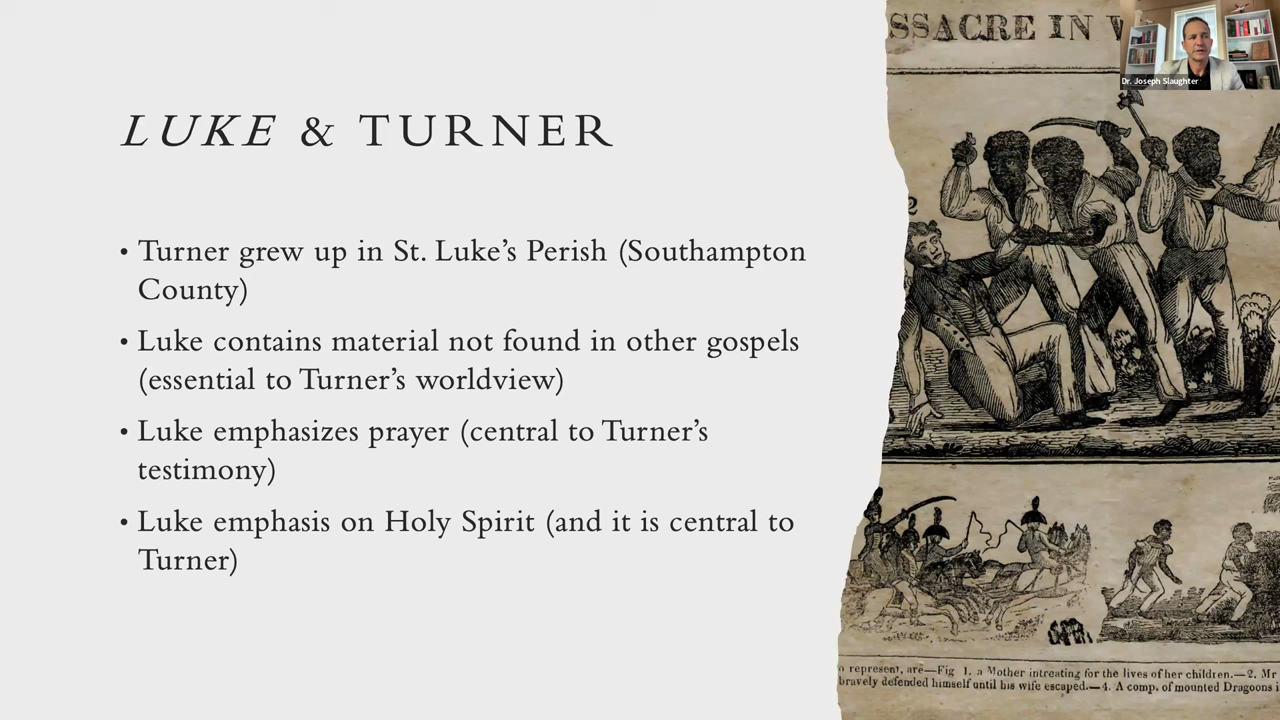 LUKE & TURNER
• Turner grew up in St. Luke's Perish (Southampton
County)
• Luke contains material not found in other gospels
(essential to Turner's worldview)
• Luke emphasizes prayer (central to Turner's
testimony)
• Luke emphasis on Holy Spirit (and it is central to
Turner)
SSACRE IN V
Dr. Joseph Slaughter
2
represent, are—Fig 1. a Mother intreating for the lives of her children.—2. Mr
bravely defended himself until his wife escaped.—4. A comp. of mounted Dragoons i